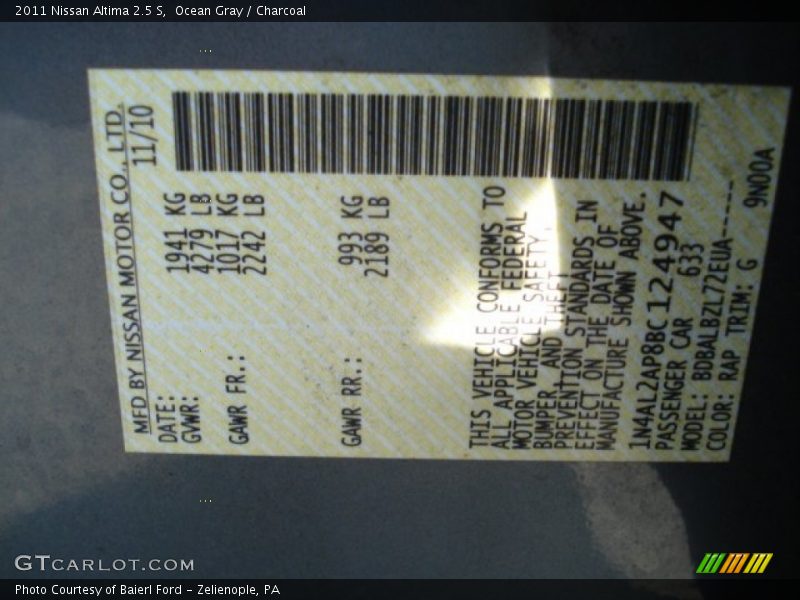 2011 Nissan Altima 2.5 S,  Ocean Gray / Charcoal
MFD BY NISSAN MOTOR CO., LTD.
DATE: 11/10
GVWR: 1941 KG
4279 LB
GAWR FR.: 1017 KG
2242 LB
GAWR RR.: 993 KG
2189 LB
THIS VEHICLE CONFORMS TO
ALL APPLICABLE FEDERAL
MOTOR VEHICLE SAFETY,
BUMPER AND THEFT
PREVENTION STANDARDS IN
EFFECT ON THE DATE OF
MANUFACTURE SHOWN ABOVE.
1N4AL2AP8BC124947
PASSENGER CAR 633
MODEL: BDBALBZL72EUA-----
COLOR: RAP TRIM: G 9N00A
GTCARLOT.COM
Photo Courtesy of Baierl Ford - Zelienople, PA